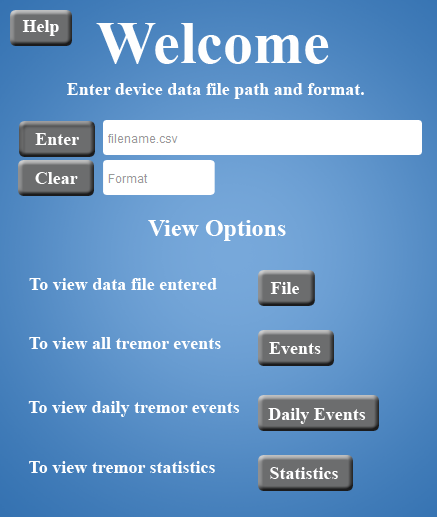 Help
Welcome
Enter device data file path and format.
Enter filename.csv
Clear Format
View Options
To view data file entered File
To view all tremor events Events
To view daily tremor events Daily Events
To view tremor statistics Statistics